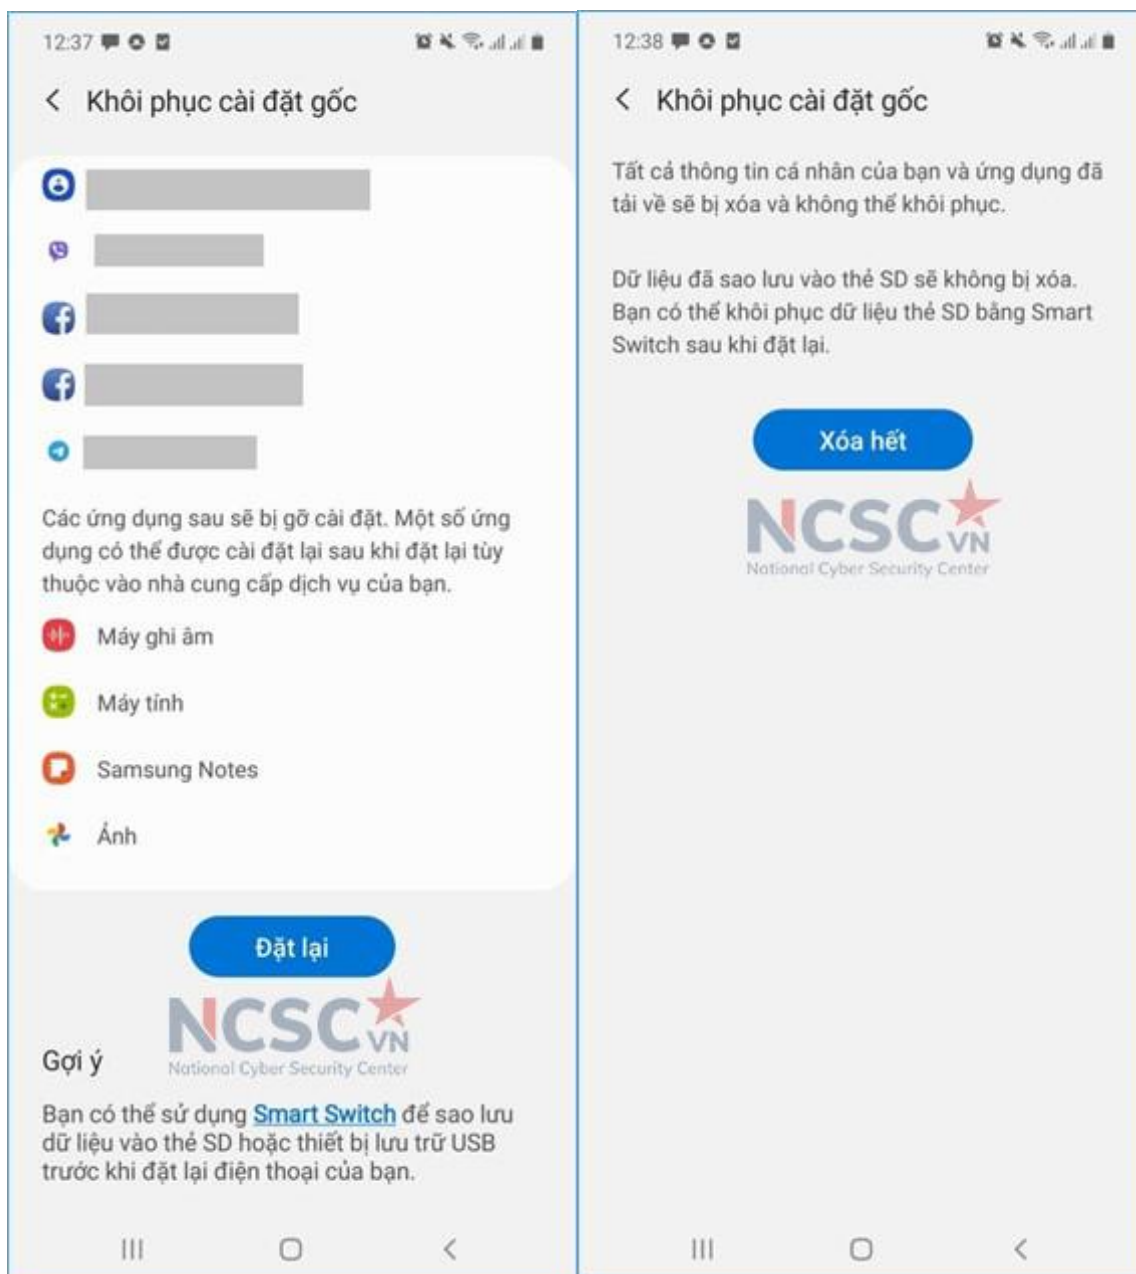 12:37
Khôi phục cài đặt gốc
Các ứng dụng sau sẽ bị gỡ cài đặt. Một số ứng
dụng có thể được cài đặt lại sau khi đặt lại tùy
thuộc vào nhà cung cấp dịch vụ của bạn.
Máy ghi âm
Máy tính
Samsung Notes
Ảnh
Đặt lại
NCSC
VN
National Cyber Security Center
Gợi ý
Bạn có thể sử dụng Smart Switch để sao lưu
dữ liệu vào thẻ SD hoặc thiết bị lưu trữ USB
trước khi đặt lại điện thoại của bạn.
12:38
Khôi phục cài đặt gốc
Tất cả thông tin cá nhân của bạn và ứng dụng đã
tải về sẽ bị xóa và không thể khôi phục.
Dữ liệu đã sao lưu vào thẻ SD sẽ không bị xóa.
Bạn có thể khôi phục dữ liệu thẻ SD bằng Smart
Switch sau khi đặt lại.
Xóa hết
NCSC
VN
National Cyber Security Center